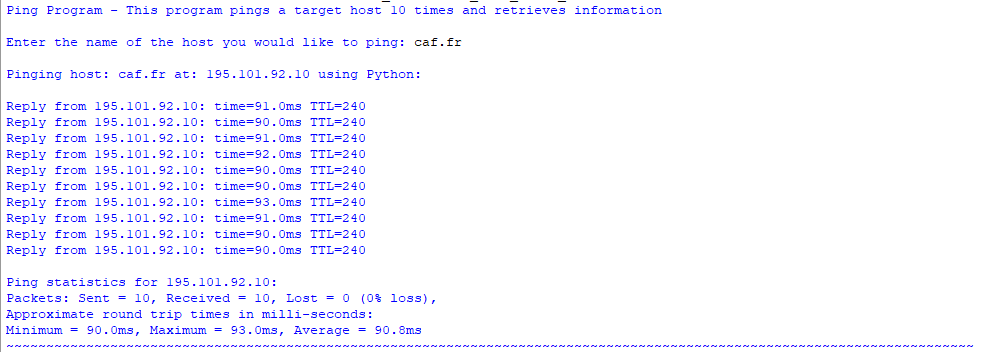 Ping Program - This program pings a target host 10 times and retrieves information
Enter the name of the host you would like to ping: caf.fr
Pinging host: caf.fr at: 195.101.92.10 using Python:
Reply from 195.101.92.10: time=91.0ms TTL=240
Reply from 195.101.92.10: time=90.0ms TTL=240
Reply from 195.101.92.10: time=91.0ms TTL=240
Reply from 195.101.92.10: time=92.0ms TTL=240
Reply from 195.101.92.10: time=90.0ms TTL=240
Reply from 195.101.92.10: time=90.0ms TTL=240
Reply from 195.101.92.10: time=93.0ms TTL=240
Reply from 195.101.92.10: time=91.0ms TTL=240
Reply from 195.101.92.10: time=90.0ms TTL=240
Reply from 195.101.92.10: time=90.0ms TTL=240
Ping statistics for 195.101.92.10:
Packets: Sent = 10, Received = 10, Lost = 0 (0% loss),
Approximate round trip times in milli-seconds:
Minimum = 90.0ms, Maximum = 93.0ms, Average = 90.8ms
~~~~~~~~~~~~~~~~~~~~~~~~~~~~~~~~~~~~~~~~~~~~~~~~~~~~~~~~~~~~~~~~~~~~~~~~~~~~~~~~~~~~~~~~~~~~~~~~~~~~~~~~~~~~~~~~~~~~~~~~~